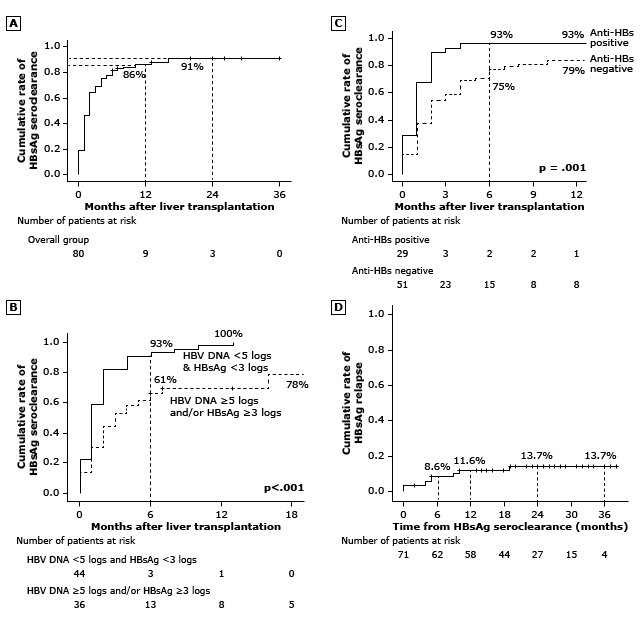 A
Cumulative rate of
HBsAg seroclearance
1.0
0.8
0.6
0.4
0.2
0.0
86%
91%
0 12 24 36
Months after liver transplantation
Number of patients at risk
Overall group
80 9 3 0
B
Cumulative rate of
HBsAg seroclearance
1.0
0.8
0.6
0.4
0.2
0.0
93%
100%
HBV DNA <5 logs
& HBsAg <3 logs
61%
78%
HBV DNA ≥5 logs
and/or HBsAg ≥3 logs
p<.001
0 6 12 18
Months after liver transplantation
Number of patients at risk
HBV DNA <5 logs and HBsAg <3 logs
44 3 1 0
HBV DNA ≥5 logs and/or HBsAg ≥3 logs
36 13 8 5
C
Cumulative rate of
HBsAg seroclearance
1.0
0.8
0.6
0.4
0.2
0.0
93%
93%
Anti-HBs
positive
Anti-HBs
negative
79%
75%
p = .001
0 3 6 9 12
Months after liver transplantation
Number of patients at risk
Anti-HBs positive
29 3 2 2 1
Anti-HBs negative
51 23 15 8 8
D
Cumulative rate of
HBsAg relapse
1.0
0.8
0.6
0.4
0.2
0.0
8.6%
11.6%
13.7%
13.7%
0 6 12 18 24 30 36
Time from HBsAg seroclearance (months)
Number of patients at risk
71 62 58 44 27 15 4